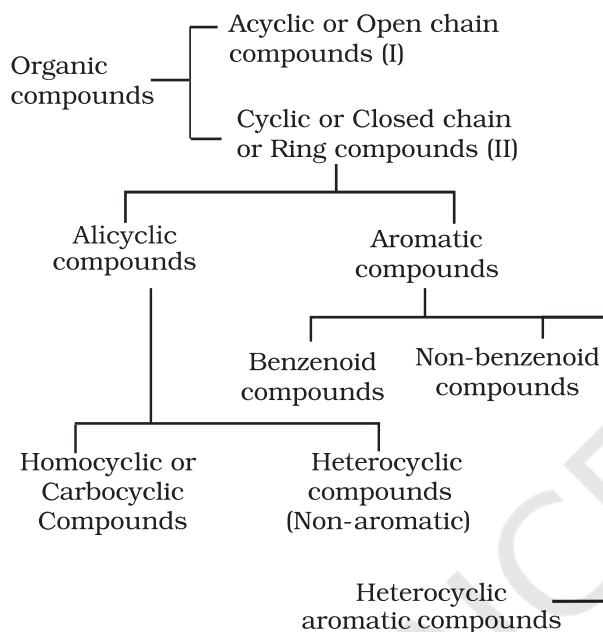 Acyclic or Open chain
compounds (I)
Organic
compounds
Cyclic or Closed chain
or Ring compounds (II)
Alicyclic
compounds
Aromatic
compounds
Benzenoid
compounds
Non-benzenoid
compounds
Homocyclic or
Carbocyclic
Compounds
Heterocyclic
compounds
(Non-aromatic)
Heterocyclic
aromatic compounds